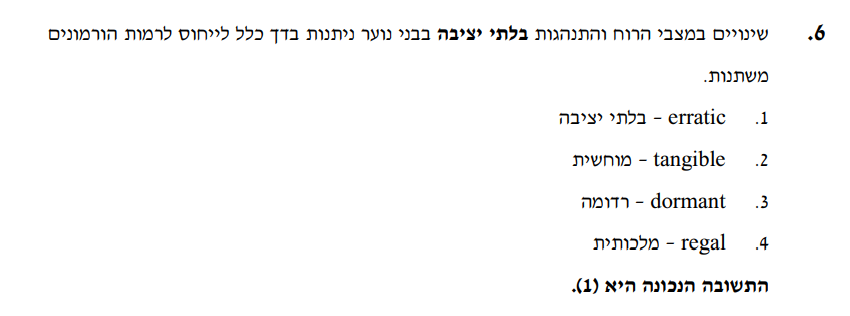 6. שינויים במצבי הרוח והתנהגות בלתי יציבה בבני נוער ניתנות בדך כלל לייחוס לרמות הורמונים
משתנות.
1. erratic – בלתי יציבה
2. tangible – מוחשית
3. dormant – רדומה
4. regal – מלכותית
התשובה הנכונה היא (1).